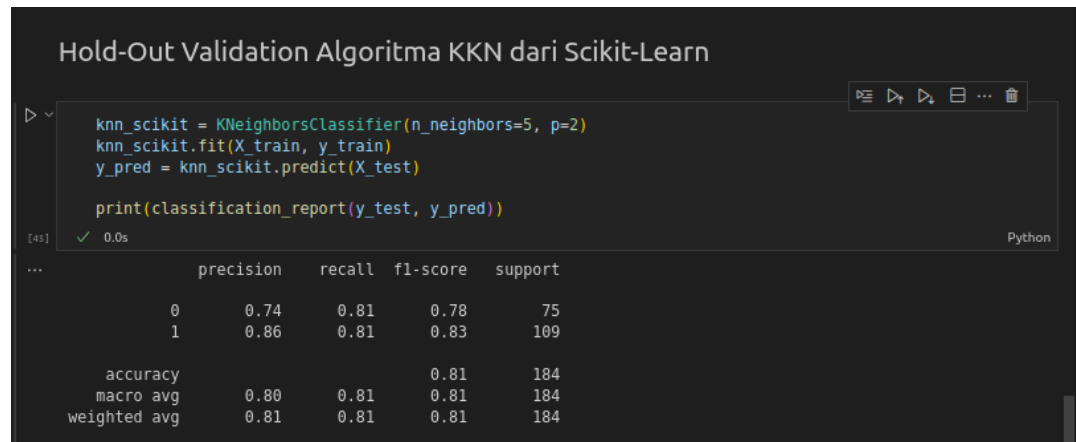 Hold-Out Validation Algoritma KKN dari Scikit-Learn
knn_scikit = KNeighborsClassifier(n_neighbors=5, p=2)
knn_scikit.fit(X_train, y_train)
y_pred = knn_scikit.predict(X_test)
print(classification_report(y_test, y_pred))
[45] ✓ 0.0s Python
... precision recall f1-score support
0 0.74 0.81 0.78 75
1 0.86 0.81 0.83 109
accuracy 0.81 184
macro avg 0.80 0.81 0.81 184
weighted avg 0.81 0.81 0.81 184